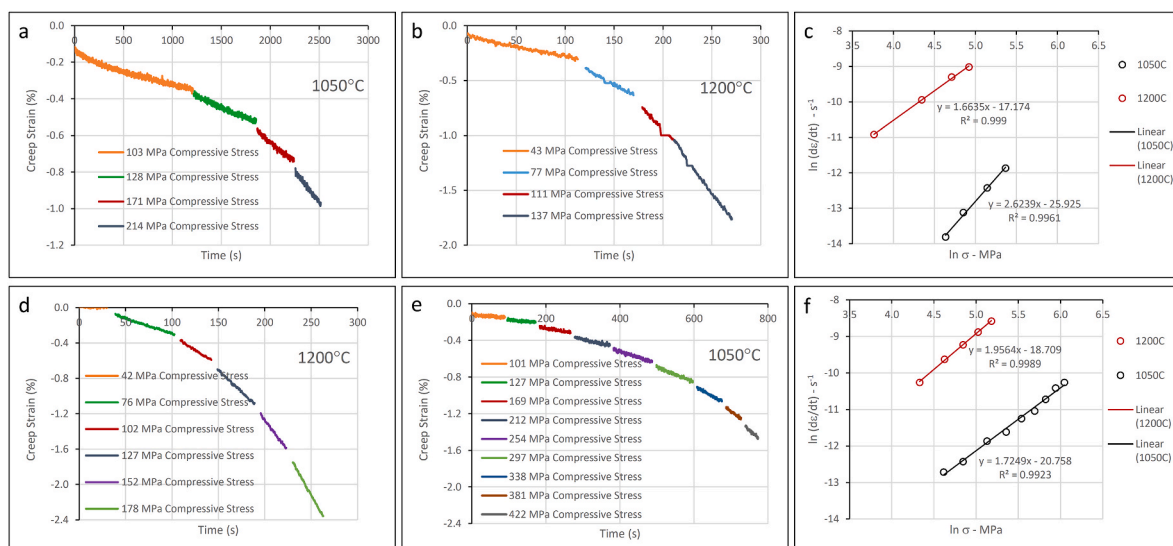 a
0 500 1000 1500 2000 2500 3000
0.0
-0.2
-0.4
-0.6
-0.8
-1.0
-1.2
Creep Strain (%)
1050°C
103 MPa Compressive Stress
128 MPa Compressive Stress
171 MPa Compressive Stress
214 MPa Compressive Stress
Time (s)
b
0 50 100 150 200 250 300
0.0
-0.5
-1.0
-1.5
-2.0
Creep Strain (%)
1200°C
43 MPa Compressive Stress
77 MPa Compressive Stress
111 MPa Compressive Stress
137 MPa Compressive Stress
Time (s)
c
3.5 4.0 4.5 5.0 5.5 6.0 6.5
-8
-9
-10
-11
-12
-13
-14
ln (dε/dt) - s⁻¹
y = 1.6635x - 17.174
R² = 0.999
y = 2.6239x - 25.925
R² = 0.9961
ln σ - MPa
1050C
1200C
Linear
(1050C)
Linear
(1200C)
d
0 50 100 150 200 250 300
0.0
-0.4
-0.8
-1.2
-1.6
-2.0
-2.4
Creep Strain (%)
1200°C
42 MPa Compressive Stress
76 MPa Compressive Stress
102 MPa Compressive Stress
127 MPa Compressive Stress
152 MPa Compressive Stress
178 MPa Compressive Stress
Time (s)
e
0 200 400 600 800
0.0
-0.4
-0.8
-1.2
-1.6
-2.0
-2.4
Creep Strain (%)
1050°C
101 MPa Compressive Stress
127 MPa Compressive Stress
169 MPa Compressive Stress
212 MPa Compressive Stress
254 MPa Compressive Stress
297 MPa Compressive Stress
338 MPa Compressive Stress
381 MPa Compressive Stress
422 MPa Compressive Stress
Time (s)
f
3.5 4.0 4.5 5.0 5.5 6.0 6.5
-8
-9
-10
-11
-12
-13
-14
ln (dε/dt) - s⁻¹
y = 1.9564x - 18.709
R² = 0.9989
y = 1.7249x - 20.758
R² = 0.9923
ln σ - MPa
1200C
1050C
Linear
(1200C)
Linear
(1050C)